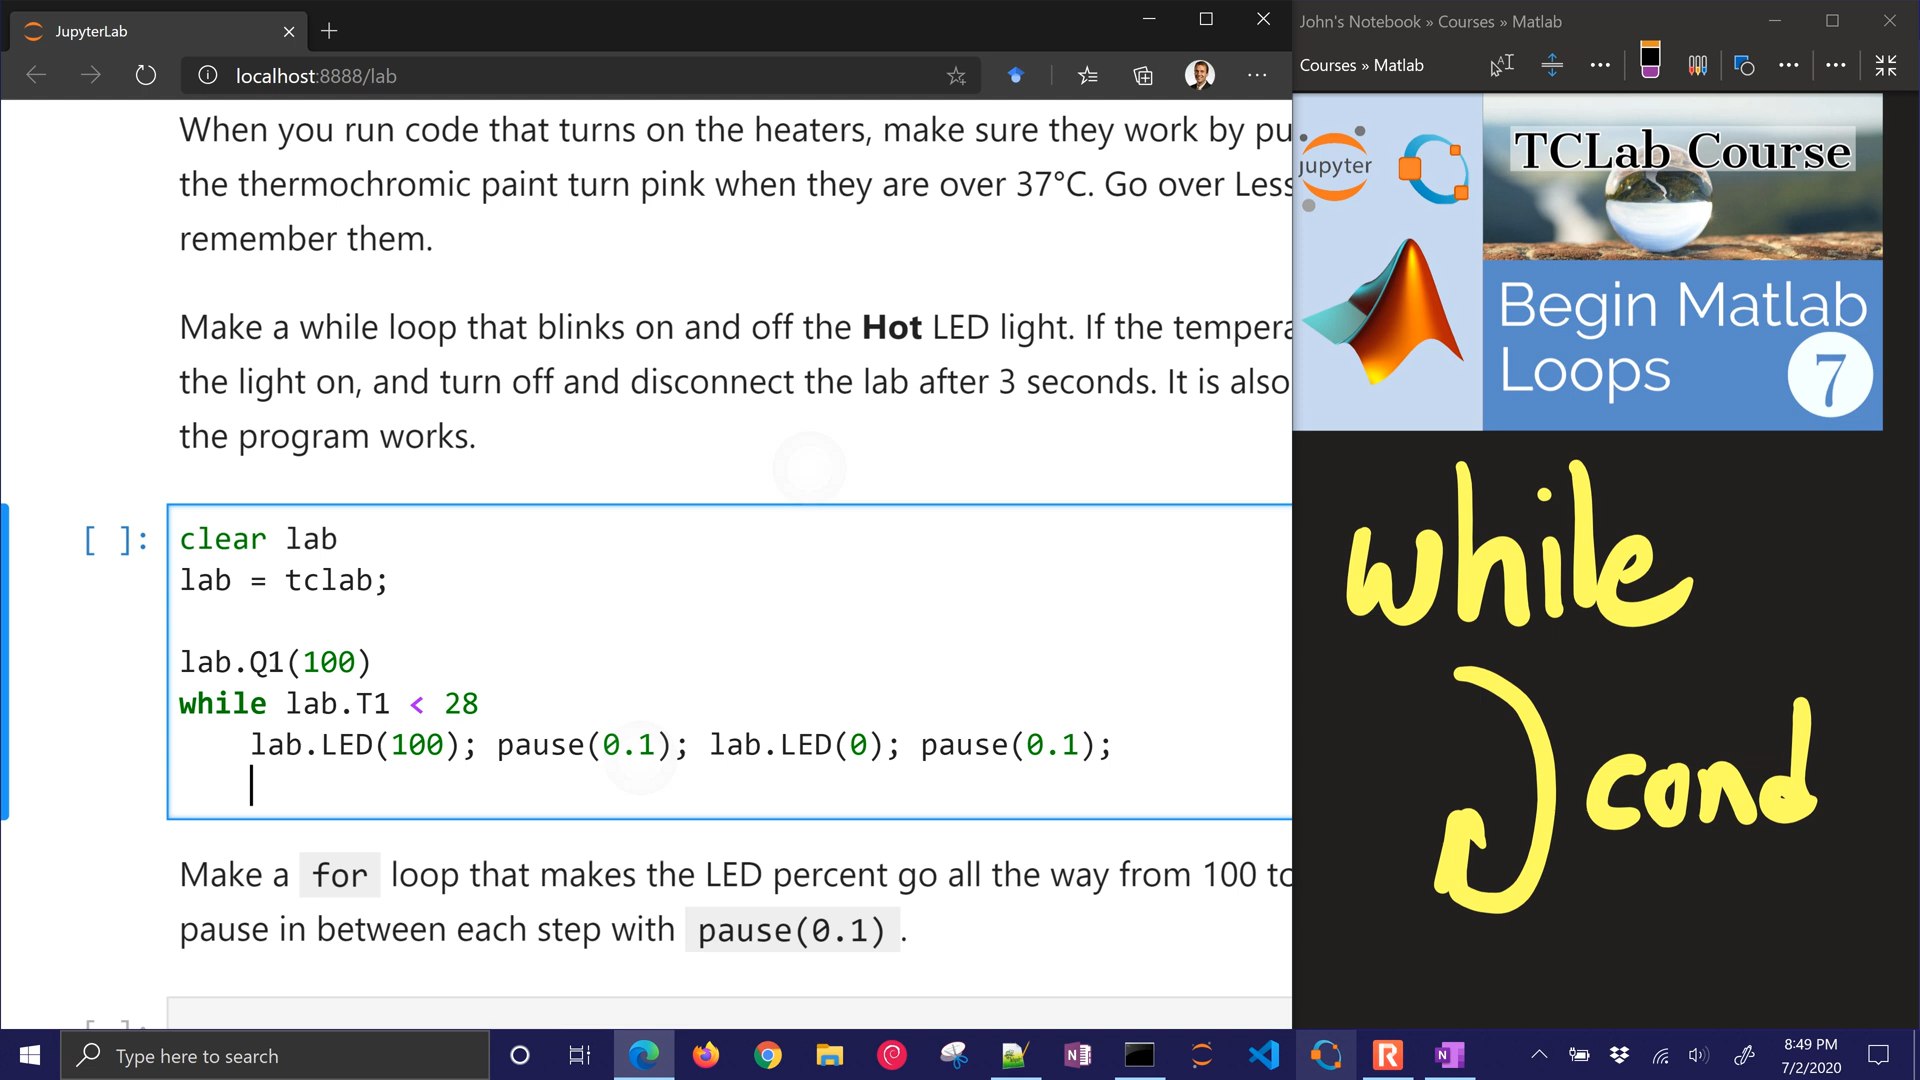 JupyterLab
localhost:8888/lab
When you run code that turns on the heaters, make sure they work by pu
the thermochromic paint turn pink when they are over 37°C. Go over Less
remember them.
Make a while loop that blinks on and off the Hot LED light. If the tempera
the light on, and turn off and disconnect the lab after 3 seconds. It is also
the program works.
[ ]:
clear lab
lab = tclab;
lab.Q1(100)
while lab.T1 < 28
lab.LED(100); pause(0.1); lab.LED(0); pause(0.1);
Make a for loop that makes the LED percent go all the way from 100 to
pause in between each step with pause(0.1).
[ ]:
John's Notebook » Courses » Matlab
Courses » Matlab
jupyter
TCLab Course
Begin Matlab
Loops
7
while
cond
Type here to search
8:49 PM
7/2/2020